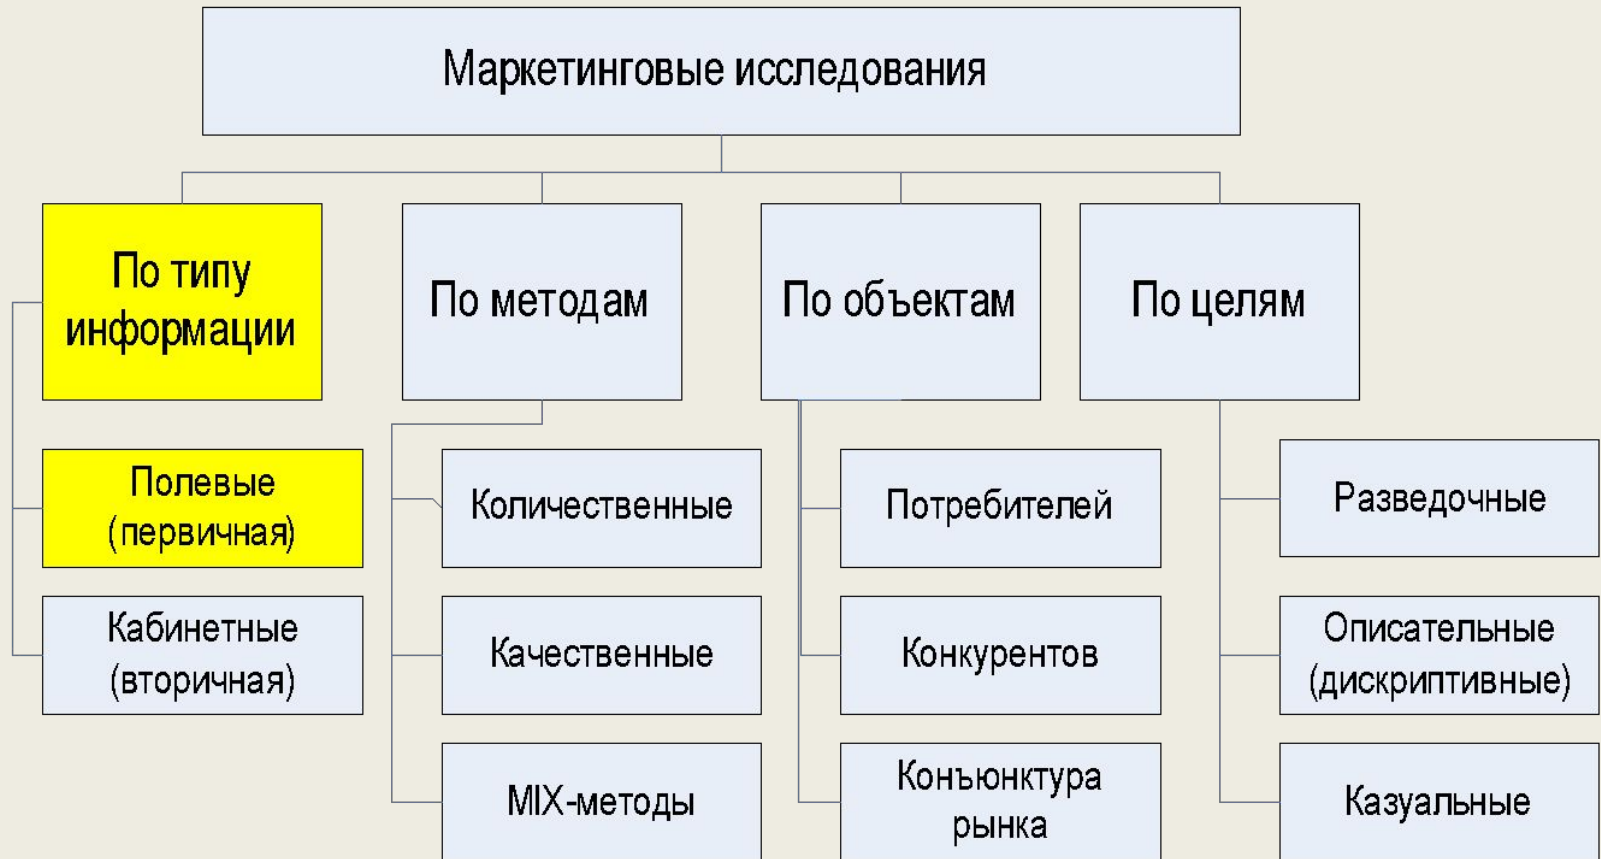 Маркетинговые исследования
По типу
информации
По методам
По объектам
По целям
Полевые
(первичная)
Кабинетные
(вторичная)
Количественные
Качественные
MIX-методы
Потребителей
Конкурентов
Конъюнктура
рынка
Разведочные
Описательные
(дискриптивные)
Казуальные